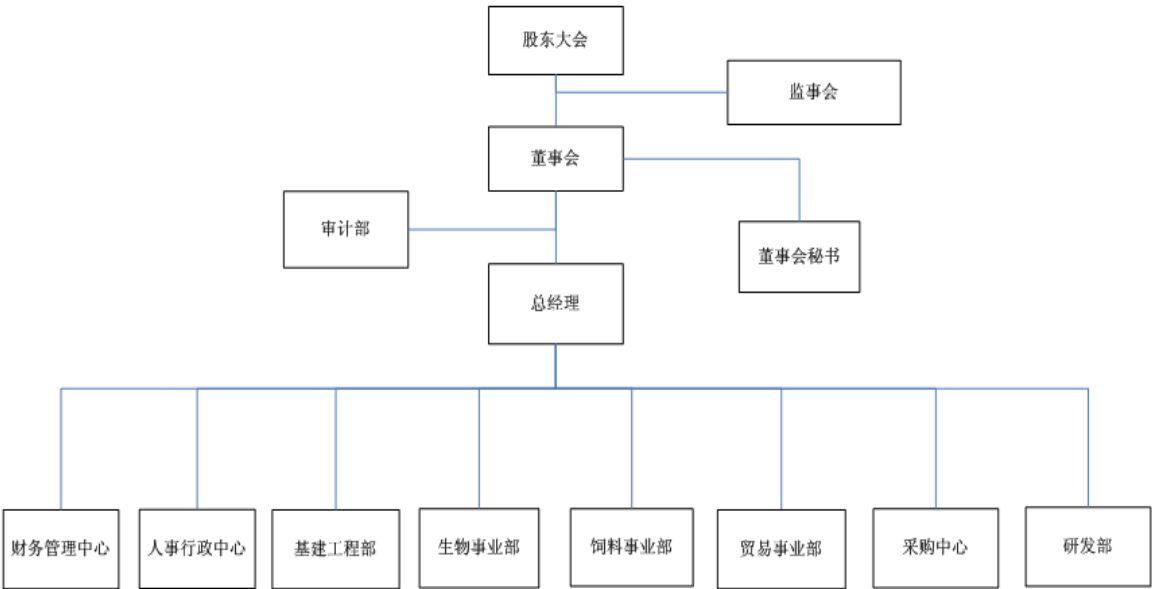 股东大会
监事会
董事会
审计部
董事会秘书
总经理
财务管理中心
人事行政中心
基建工程部
生物事业部
饲料事业部
贸易事业部
采购中心
研发部